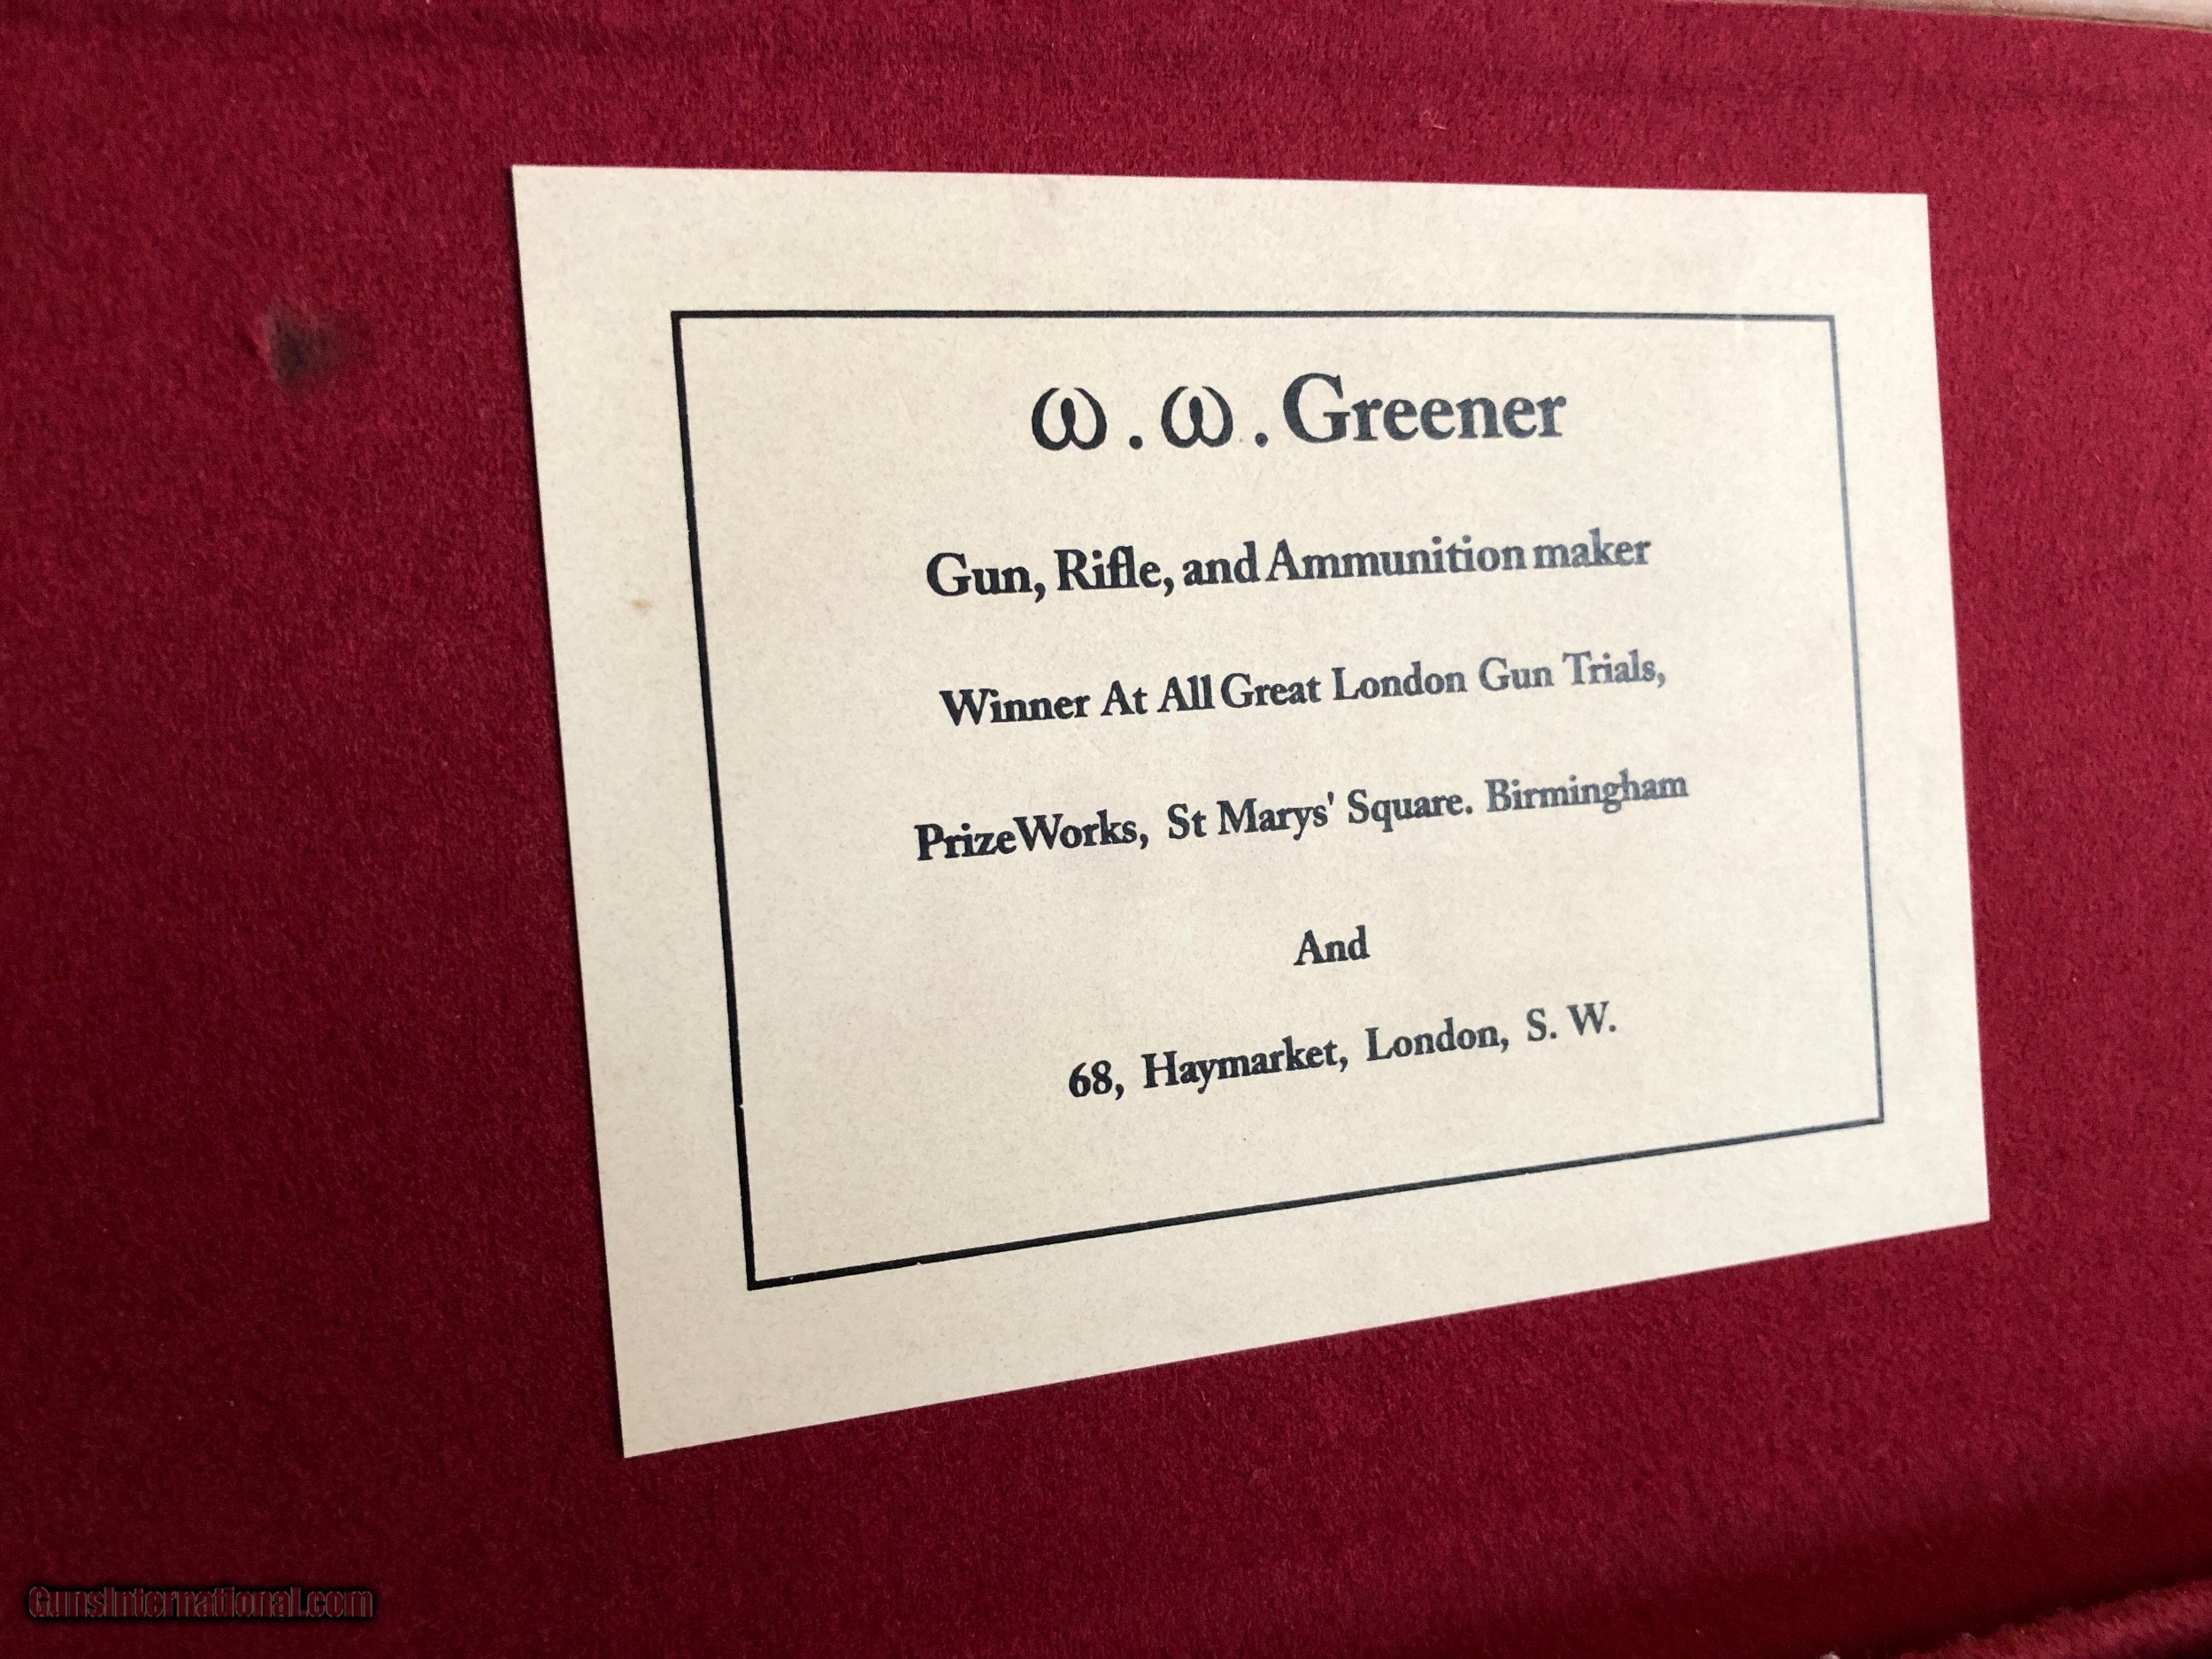 ω . ω . Greener
Gun, Rifle, and Ammunition maker
Winner At All Great London Gun Trials,
PrizeWorks, St Marys' Square. Birmingham
And
68, Haymarket, London, S. W.
GunsInternational.com